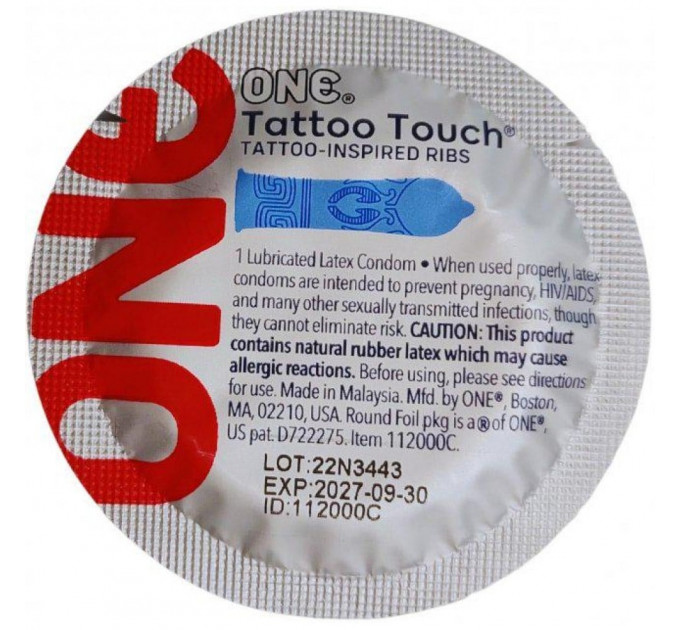 ONE
ONE®
Tattoo Touch®
TATTOO-INSPIRED RIBS
1 Lubricated Latex Condom • When used properly, latex
condoms are intended to prevent pregnancy, HIV/AIDS,
and many other sexually transmitted infections, though
they cannot eliminate risk. CAUTION: This product
contains natural rubber latex which may cause
allergic reactions. Before using, please see directions
for use. Made in Malaysia. Mfd. by ONE®, Boston,
MA, 02210, USA. Round Foil pkg is a ® of ONE®,
US pat. D722275. Item 112000C.
LOT:22N3443
EXP:2027-09-30
ID:112000C